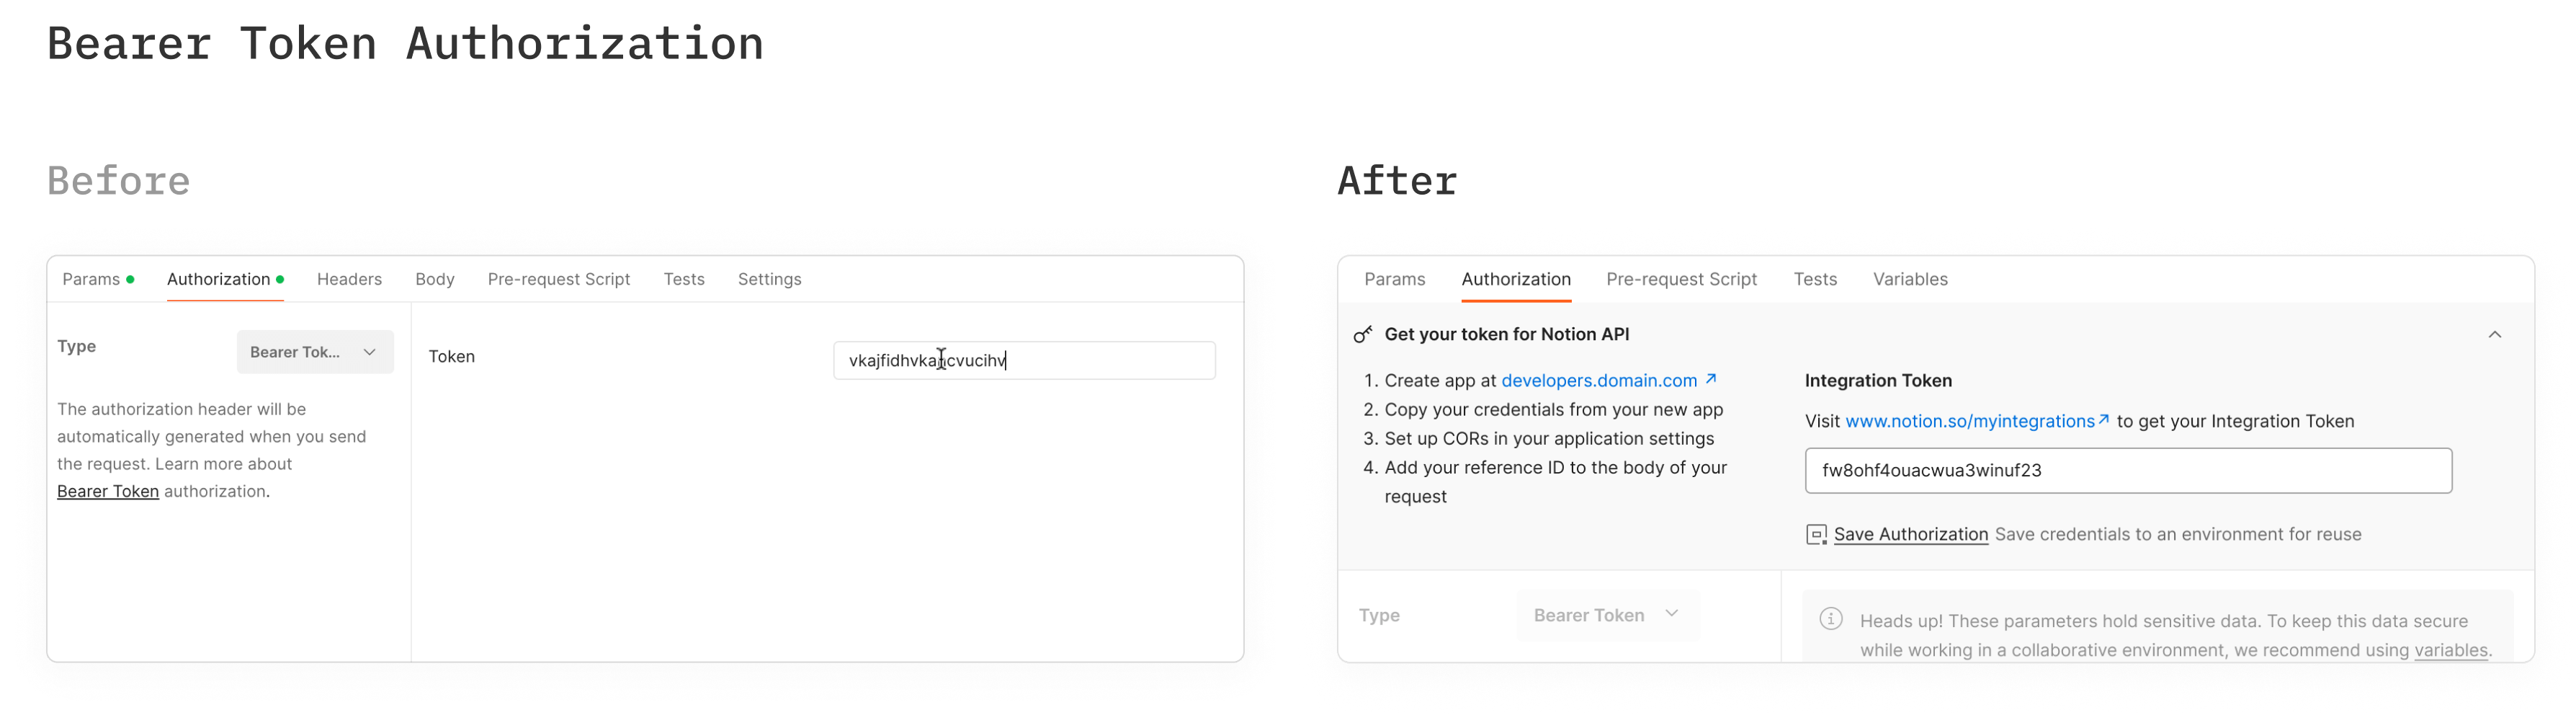 Bearer Token Authorization
Before
Params Authorization Headers Body Pre-request Script Tests Settings
Type
Bearer Tok...
The authorization header will be
automatically generated when you send
the request. Learn more about
Bearer Token authorization.
Token
After
Params Authorization Pre-request Script Tests Variables
Get your token for Notion API
1. Create app at developers.domain.com ↗
2. Copy your credentials from your new app
3. Set up CORs in your application settings
4. Add your reference ID to the body of your
request
Integration Token
Visit www.notion.so/myintegrations↗ to get your Integration Token
fw8ohf4ouacwua3winuf23
Save Authorization Save credentials to an environment for reuse
Type
Bearer Token
Heads up! These parameters hold sensitive data. To keep this data secure
while working in a collaborative environment, we recommend using variables.